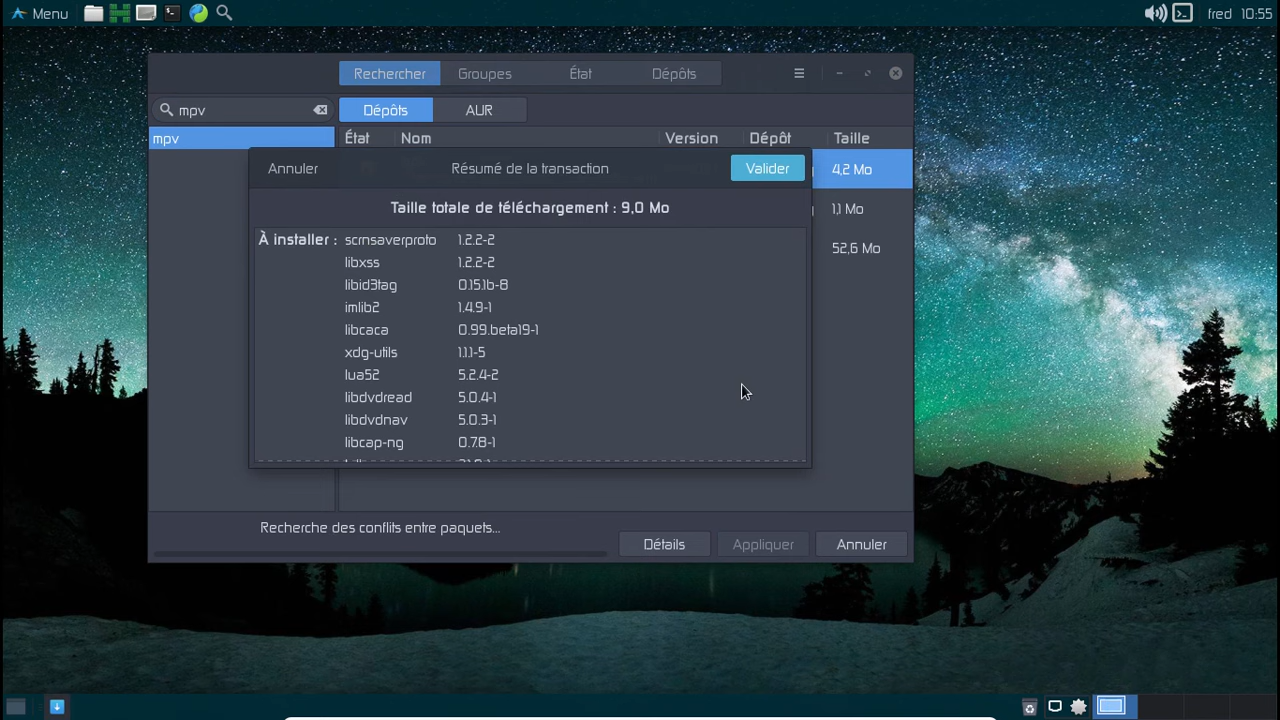 Menu
fred 10:55
Rechercher Groupes État Dépôts
mpv Dépôts AUR
mpv État Nom Version Dépôt Taille
4,2 Mo
1,1 Mo
52,6 Mo
Annuler Résumé de la transaction Valider
Taille totale de téléchargement : 9,0 Mo
À installer : scrnsaverproto 1.2.2-2
libxss 1.2.2-2
libid3tag 0.15.1b-8
imlib2 1.4.9-1
libcaca 0.99.beta19-1
xdg-utils 1.1.1-5
lua52 5.2.4-2
libdvdread 5.0.4-1
libdvdnav 5.0.3-1
libcap-ng 0.7.8-1
Recherche des conflits entre paquets...
Détails Appliquer Annuler